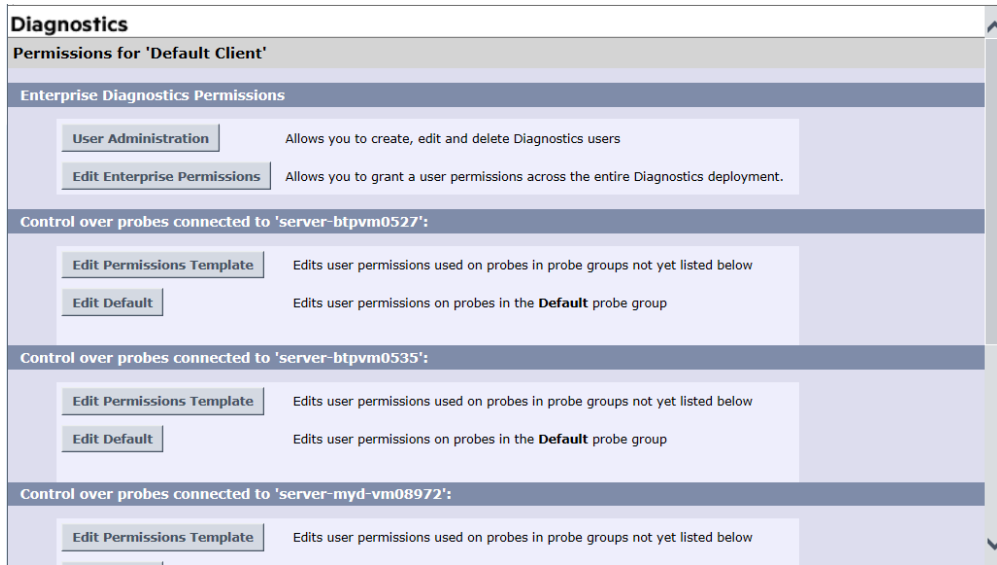 Diagnostics
Permissions for 'Default Client'
Enterprise Diagnostics Permissions
User Administration Allows you to create, edit and delete Diagnostics users
Edit Enterprise Permissions Allows you to grant a user permissions across the entire Diagnostics deployment.
Control over probes connected to 'server-btpvm0527':
Edit Permissions Template Edits user permissions used on probes in probe groups not yet listed below
Edit Default Edits user permissions on probes in the Default probe group
Control over probes connected to 'server-btpvm0535':
Edit Permissions Template Edits user permissions used on probes in probe groups not yet listed below
Edit Default Edits user permissions on probes in the Default probe group
Control over probes connected to 'server-myd-vm08972':
Edit Permissions Template Edits user permissions used on probes in probe groups not yet listed below